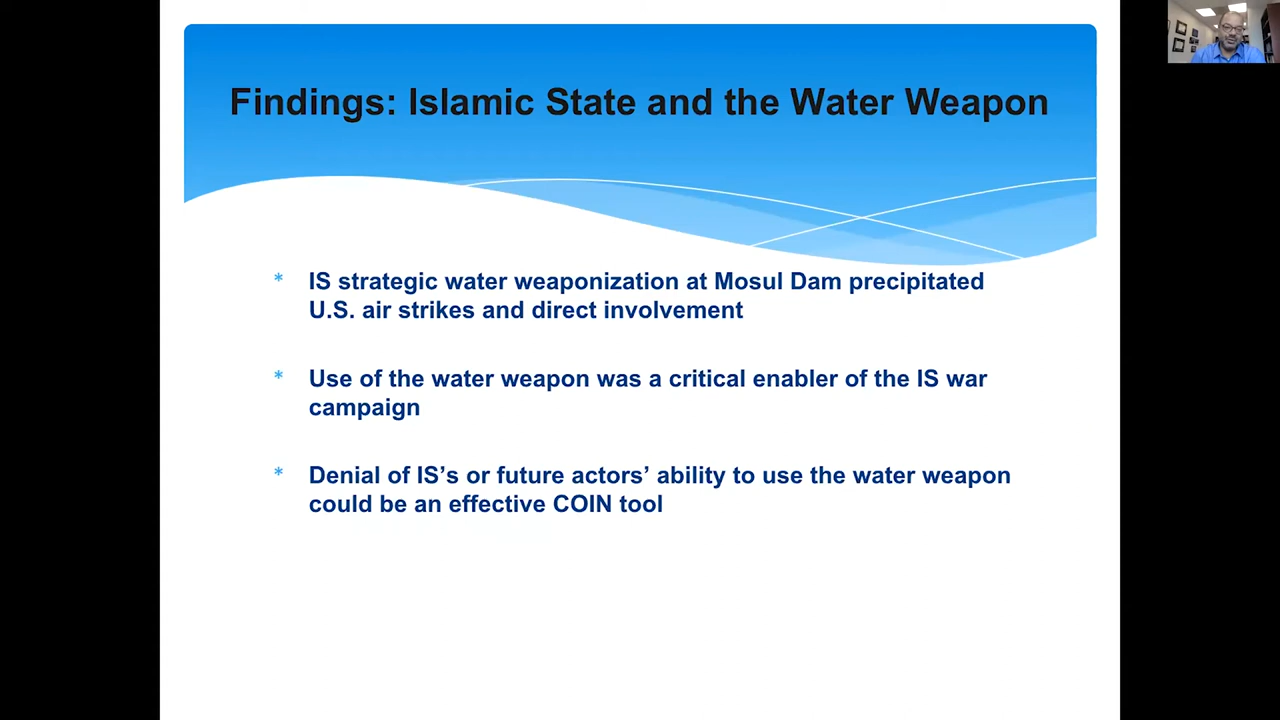 Findings: Islamic State and the Water Weapon
* IS strategic water weaponization at Mosul Dam precipitated
U.S. air strikes and direct involvement
* Use of the water weapon was a critical enabler of the IS war
campaign
* Denial of IS’s or future actors’ ability to use the water weapon
could be an effective COIN tool